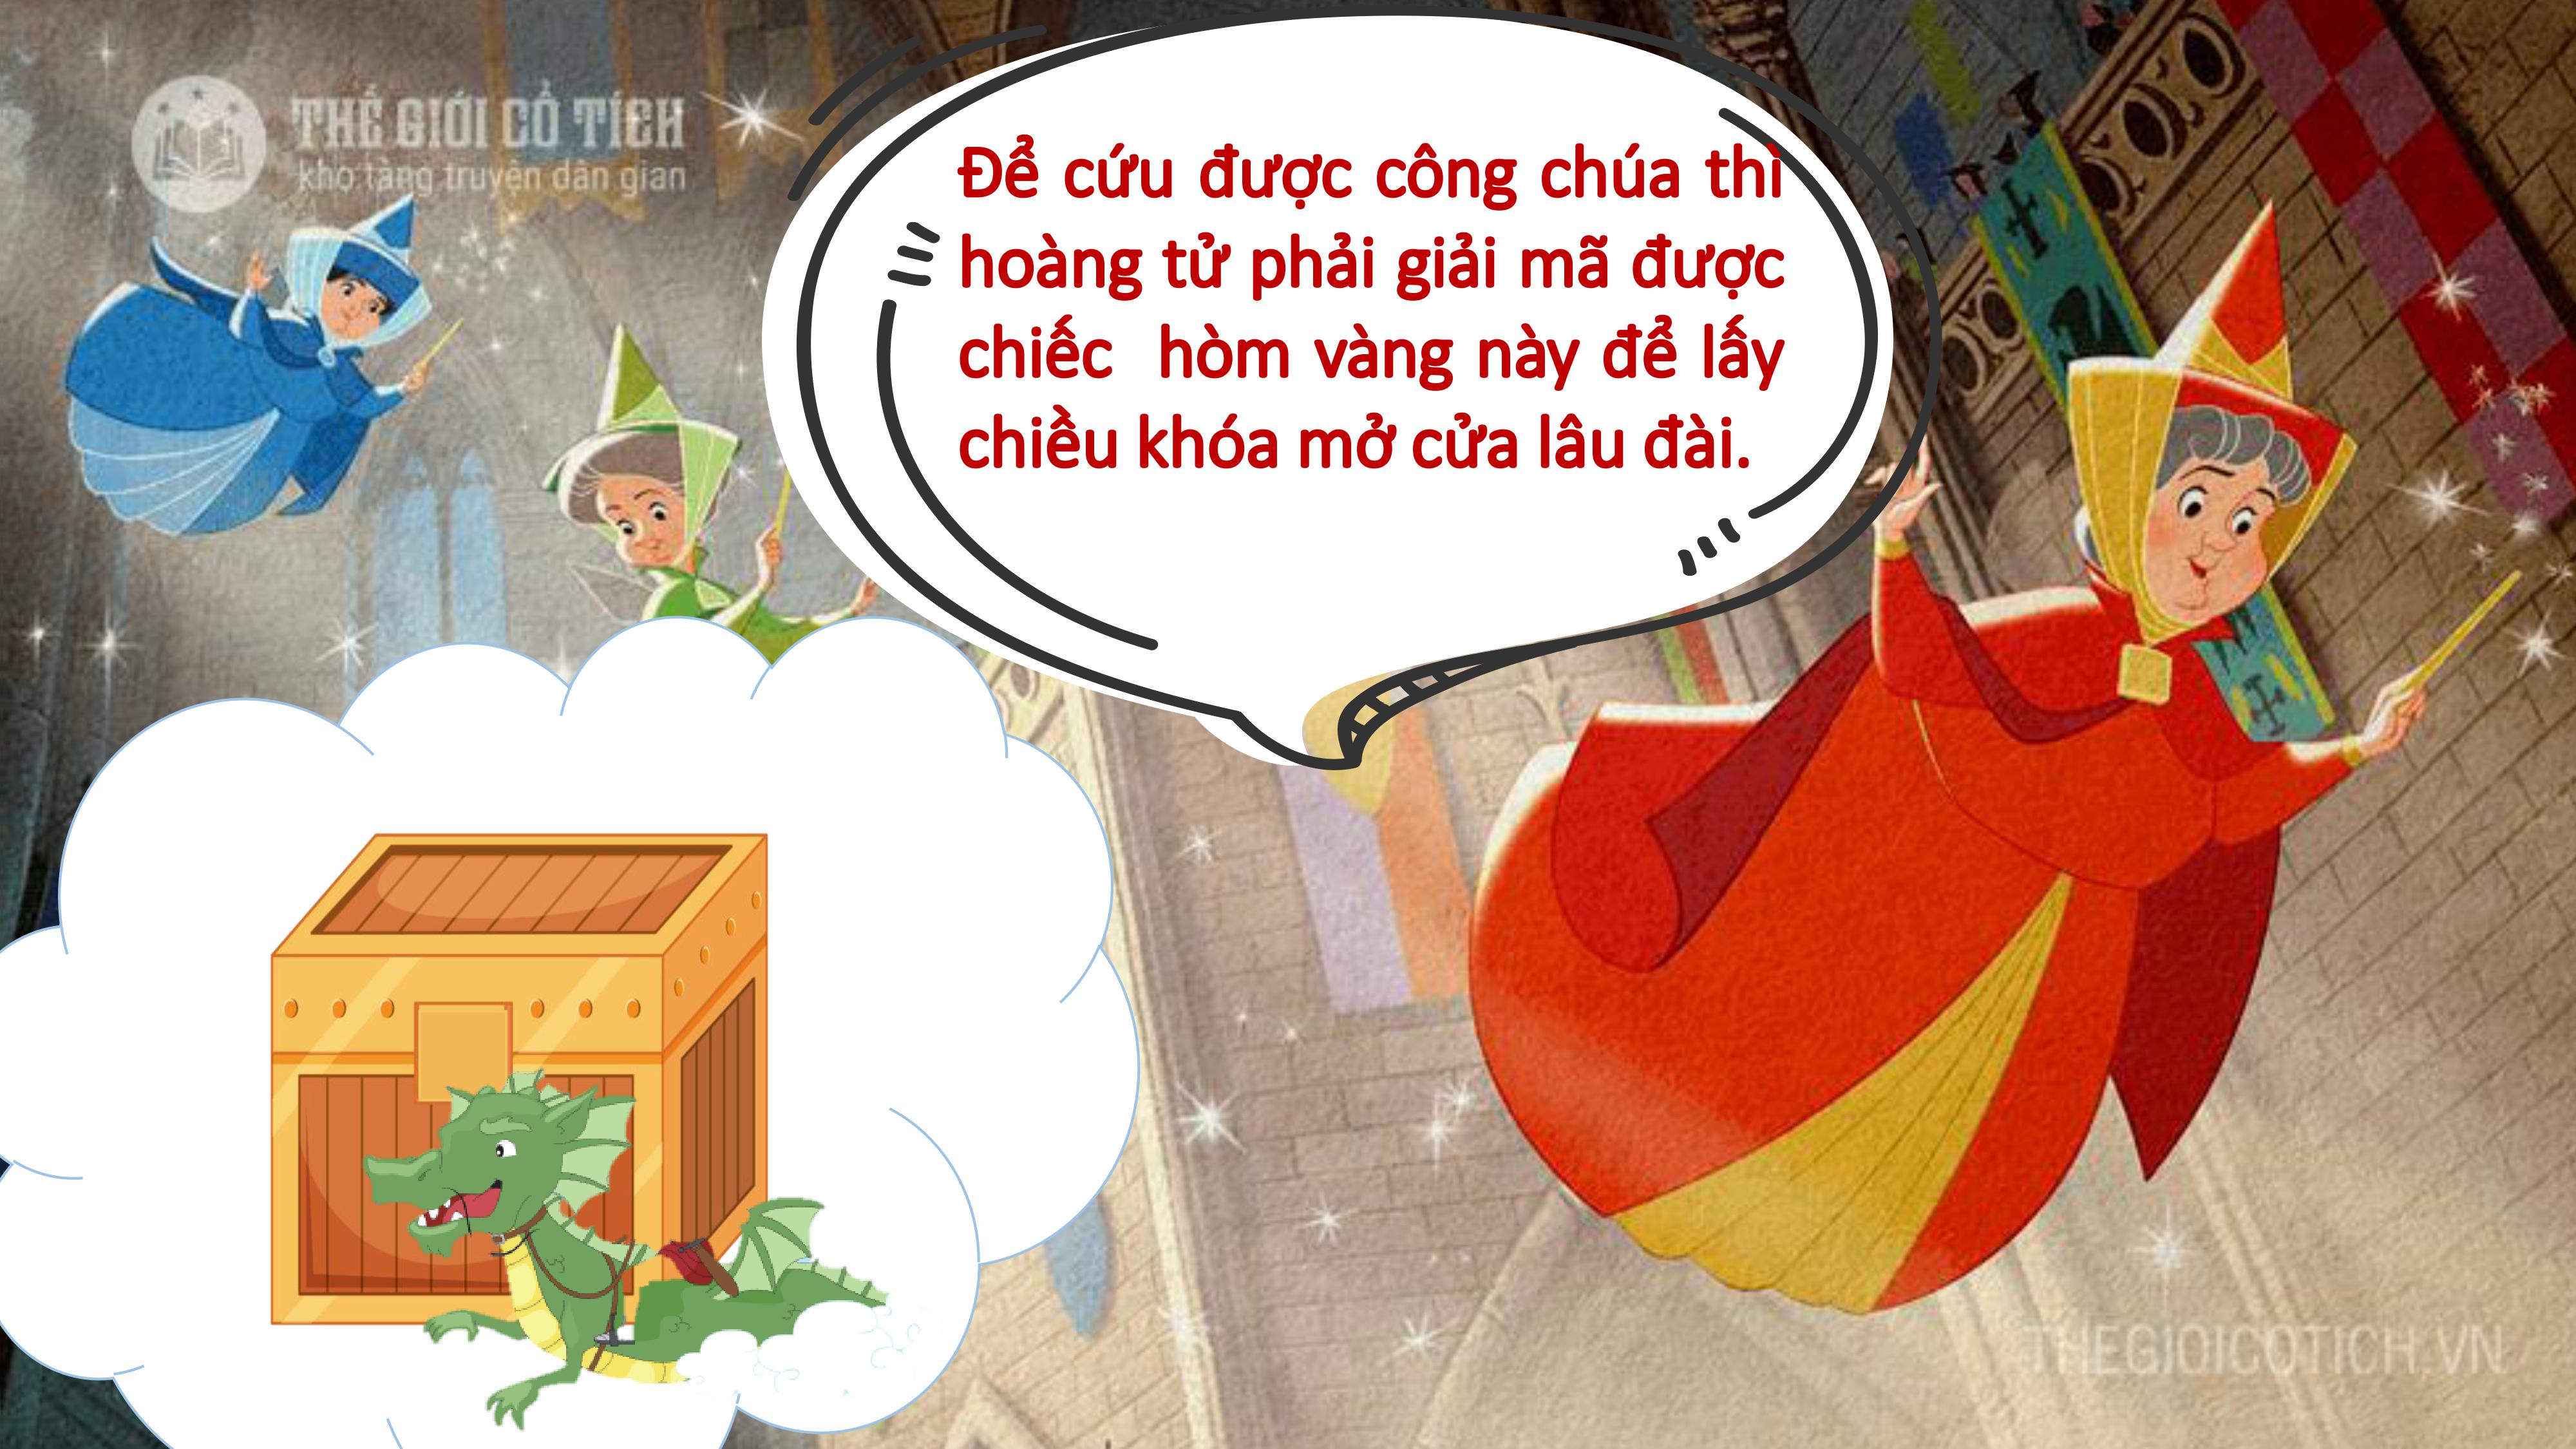 THẾ GIỚI CỔ TÍCH
kho tàng truyện dân gian
Để cứu được công chúa thì
hoàng tử phải giải mã được
chiếc  hòm vàng này để lấy
chiều khóa mở cửa lâu đài.
THEGIOICOTICH.VN